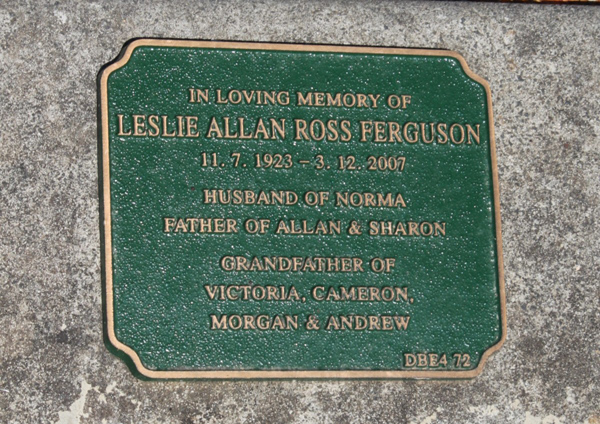 IN LOVING MEMORY OF
LESLIE ALLAN ROSS FERGUSON
11. 7. 1923 - 3. 12. 2007
HUSBAND OF NORMA
FATHER OF ALLAN & SHARON
GRANDFATHER OF
VICTORIA, CAMERON,
MORGAN & ANDREW
DBE4 72